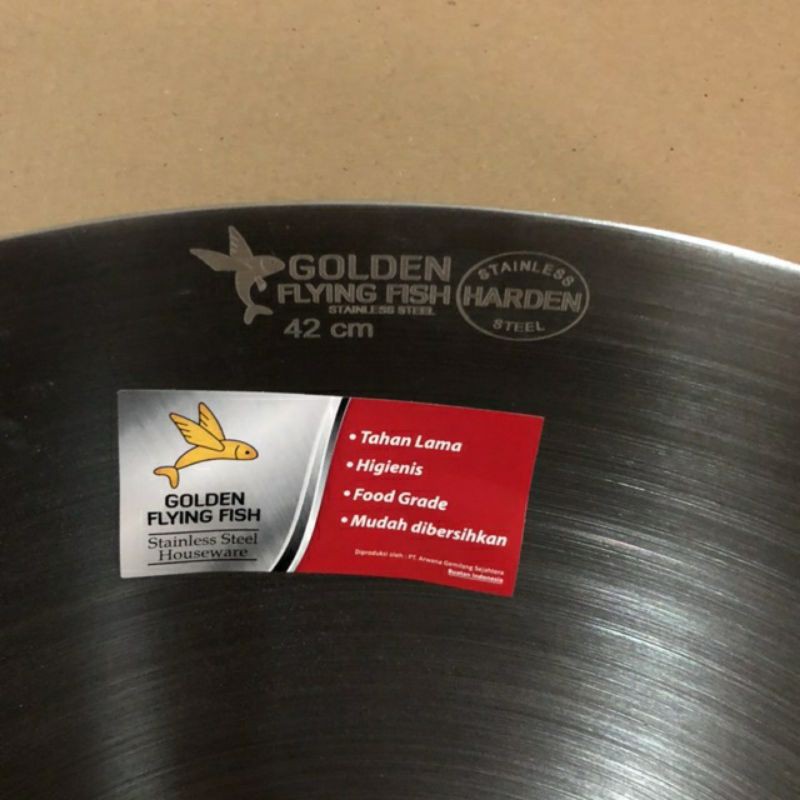 GOLDEN
FLYING FISH
STAINLESS STEEL
42 cm
STAINLESS
HARDEN
STEEL
GOLDEN
FLYING FISH
Stainless Steel
Houseware
• Tahan Lama
• Higienis
• Food Grade
• Mudah dibersihkan
Diproduksi oleh : PT. Arwana Gemilang Sejahtera
Buatan Indonesia